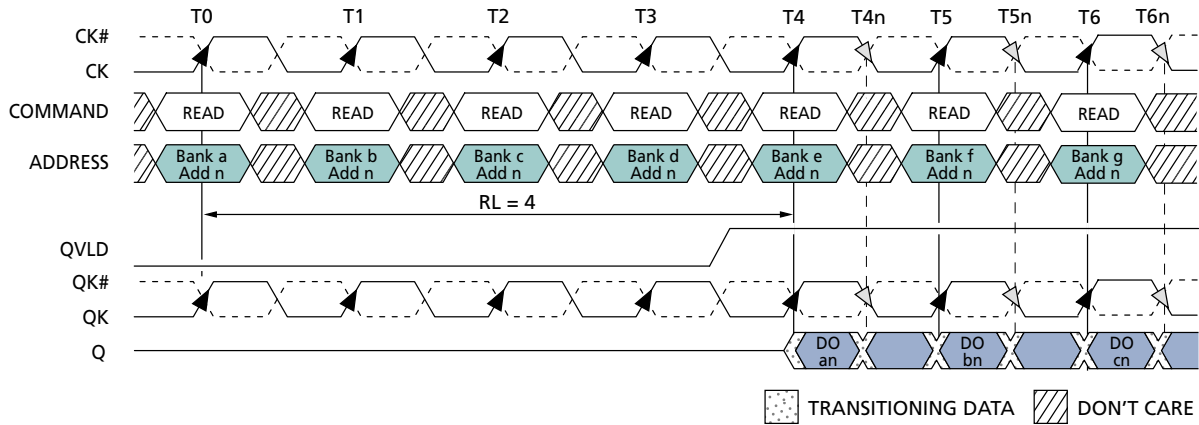 T0 T1 T2 T3 T4 T4n T5 T5n T6 T6n
CK#
CK
COMMAND READ READ READ READ READ READ READ
ADDRESS Bank a Add n Bank b Add n Bank c Add n Bank d Add n Bank e Add n Bank f Add n Bank g Add n
RL = 4
QVLD
QK#
QK
Q DO an DO bn DO cn
TRANSITIONING DATA DON'T CARE